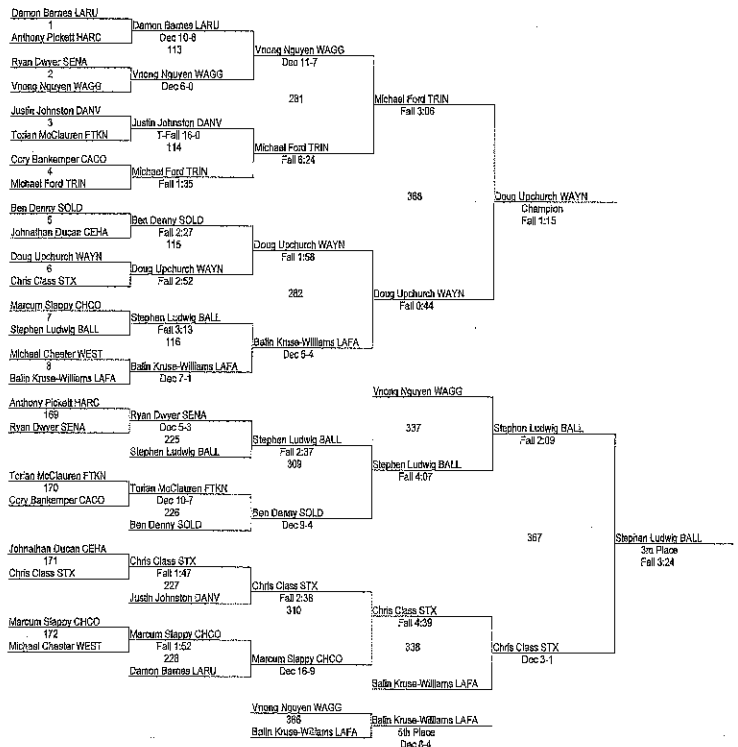 Damon Barnes LARU
1
Anthony Pickett HARC
Damon Barnes LARU
Dec 10-8
113
Ryan Dwyer SENA
2
Vnong Nguyen WAGG
Vnong Nguyen WAGG
Dec 6-0
Vnong Nguyen WAGG
Dec 11-7
281
Justin Johnston DANV
3
Torian McClauren FTKN
Justin Johnston DANV
T-Fall 16-0
114
Cory Bankemper CACO
4
Michael Ford TRIN
Michael Ford TRIN
Fall 1:35
Michael Ford TRIN
Fall 6:24
Michael Ford TRIN
Fall 3:06
Ben Denny SOLD
5
Johnathan Ducan CEHA
Ben Denny SOLD
Fall 2:27
115
Doug Upchurch WAYN
6
Chris Class STX
Doug Upchurch WAYN
Fall 2:52
Doug Upchurch WAYN
Fall 1:58
282
Marcum Slappy CHCO
7
Stephen Ludwig BALL
Stephen Ludwig BALL
Fall 3:13
116
Michael Chester WEST
8
Balin Kruse-Williams LAFA
Balin Kruse-Williams LAFA
Dec 7-1
Balin Kruse-Williams LAFA
Dec 5-4
Doug Upchurch WAYN
Fall 0:44
Doug Upchurch WAYN
Champion
Fall 1:15
Anthony Pickett HARC
169
Ryan Dwyer SENA
Ryan Dwyer SENA
Dec 5-3
225
Stephen Ludwig BALL
Stephen Ludwig BALL
Fall 2:37
309
Torian McClauren FTKN
170
Cory Bankemper CACO
Torian McClauren FTKN
Dec 10-7
226
Ben Denny SOLD
Ben Denny SOLD
Dec 9-4
Vnong Nguyen WAGG
337
Stephen Ludwig BALL
Fall 4:07
Stephen Ludwig BALL
Fall 2:09
367
Johnathan Ducan CEHA
171
Chris Class STX
Chris Class STX
Fall 1:47
227
Justin Johnston DANV
Chris Class STX
Fall 2:38
310
Marcum Slappy CHCO
172
Michael Chester WEST
Marcum Slappy CHCO
Fall 1:52
228
Damon Barnes LARU
Marcum Slappy CHCO
Dec 16-9
Chris Class STX
Fall 4:39
338
Balin Kruse-Williams LAFA
Chris Class STX
Dec 3-1
Stephen Ludwig BALL
3rd Place
Fall 3:24
Vnong Nguyen WAGG
Balin Kruse-Williams LAFA
Balin Kruse-Williams LAFA
5th Place